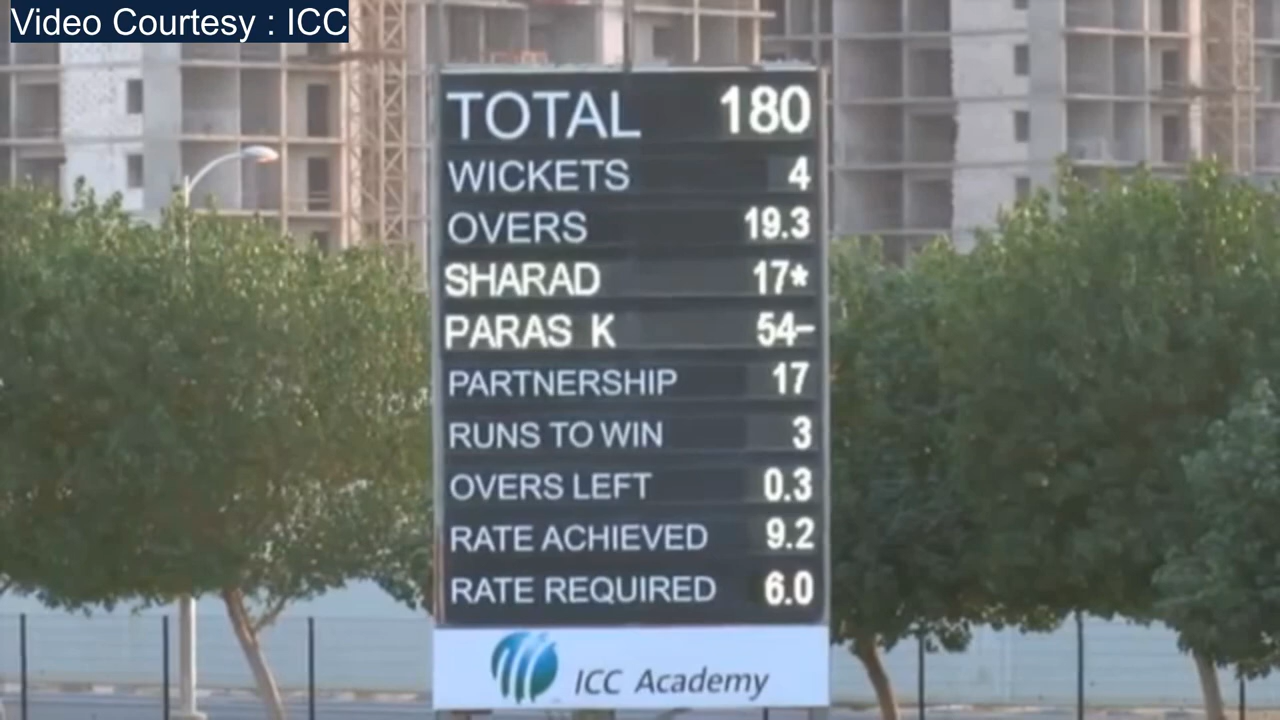 Video Courtesy : ICC
TOTAL 180
WICKETS 4
OVERS 19.3
SHARAD 17*
PARAS K 54-
PARTNERSHIP 17
RUNS TO WIN 3
OVERS LEFT 0.3
RATE ACHIEVED 9.2
RATE REQUIRED 6.0
ICC Academy